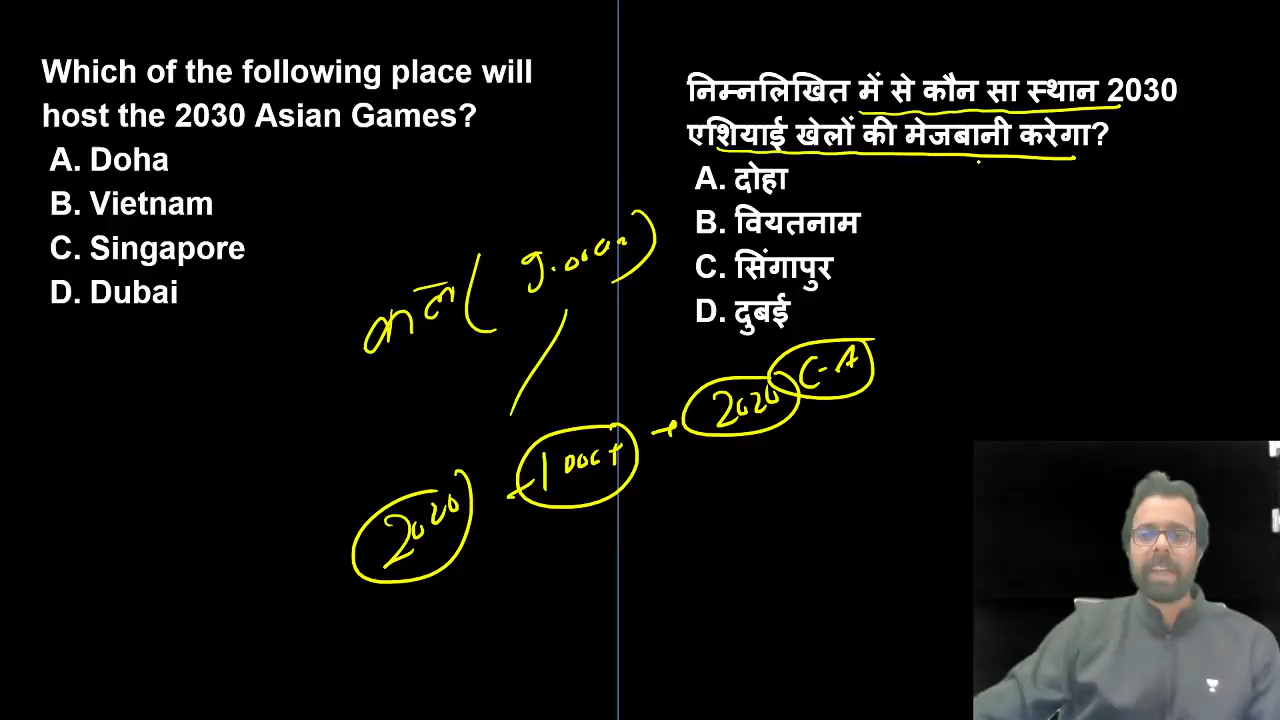 Which of the following place will
host the 2030 Asian Games?
A. Doha
B. Vietnam
C. Singapore
D. Dubai
निम्नलिखित में से कौन सा स्थान 2030
एशियाई खेलों की मेजबानी करेगा?
A. दोहा
B. वियतनाम
C. सिंगापुर
D. दुबई
2020 C-A
1 Doct
2020